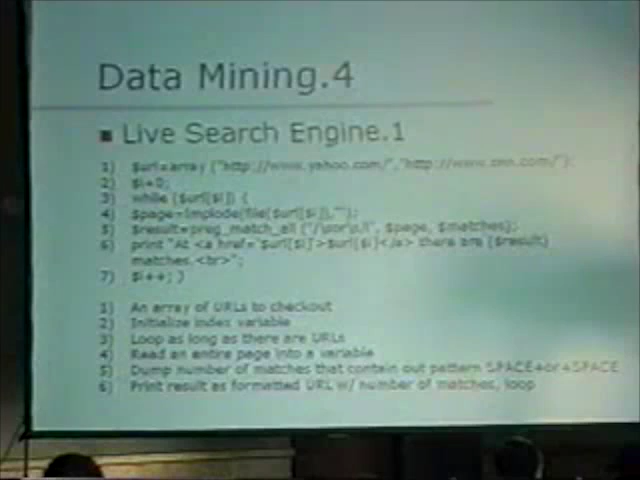 Data Mining.4
Live Search Engine.1
1) $url=array ("http://www.yahoo.com/","http://www.cnn.com/");
2) $i=0;
3) while ($url[$i]) {
4) $page=implode(file($url[$i]),"");
5) $result=preg_match_all ("/\sor\s/i", $page, $matches);
6) print "At <a href='$url[$i]'>$url[$i]</a> there are {$result}
matches.<br>";
7) $i++; }
1) An array of URLs to checkout
2) Initialize index variable
3) Loop as long as there are URLs
4) Read an entire page into a variable
5) Dump number of matches that contain out pattern SPACE+or+SPACE
6) Print result as formatted URL w/ number of matches, loop